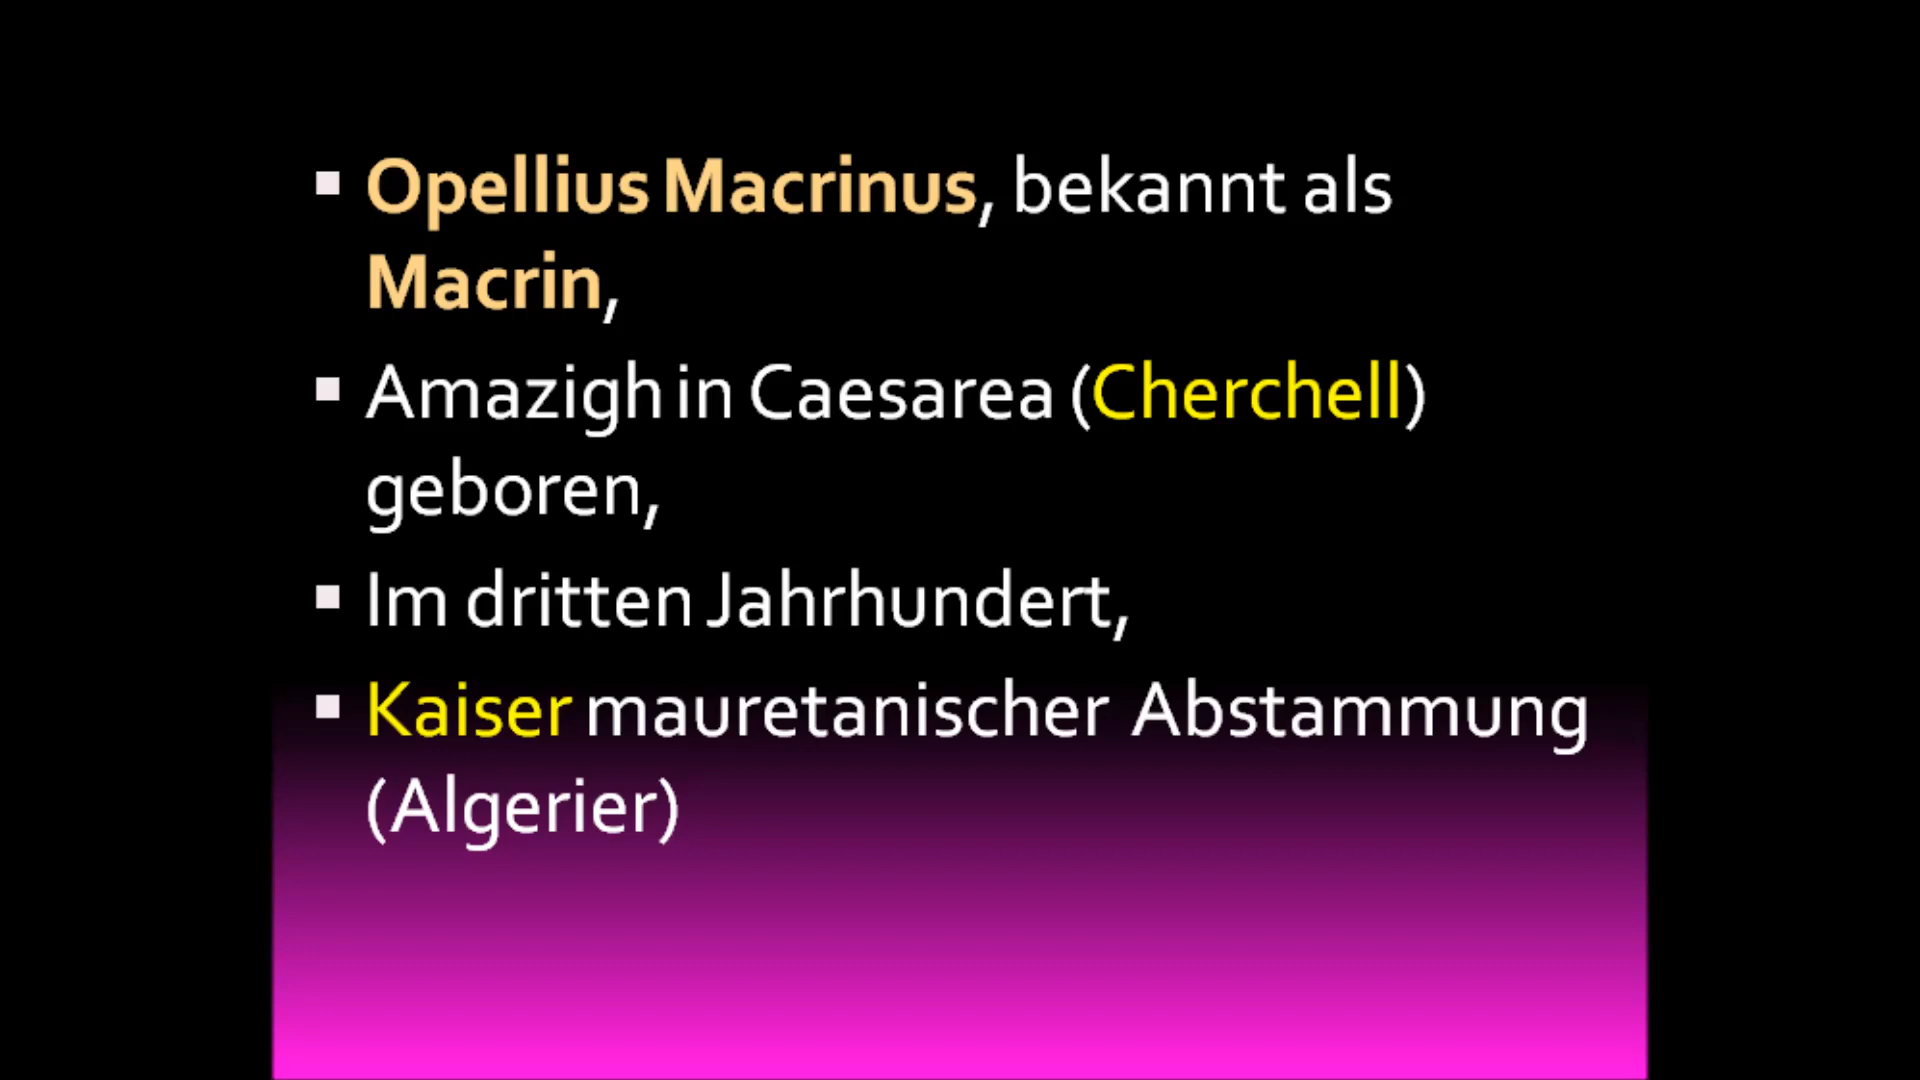 ▪ Opellius Macrinus, bekannt als
Macrin,
▪ Amazigh in Caesarea (Cherchell)
geboren,
▪ Im dritten Jahrhundert,
▪ Kaiser mauretanischer Abstammung
(Algerier)